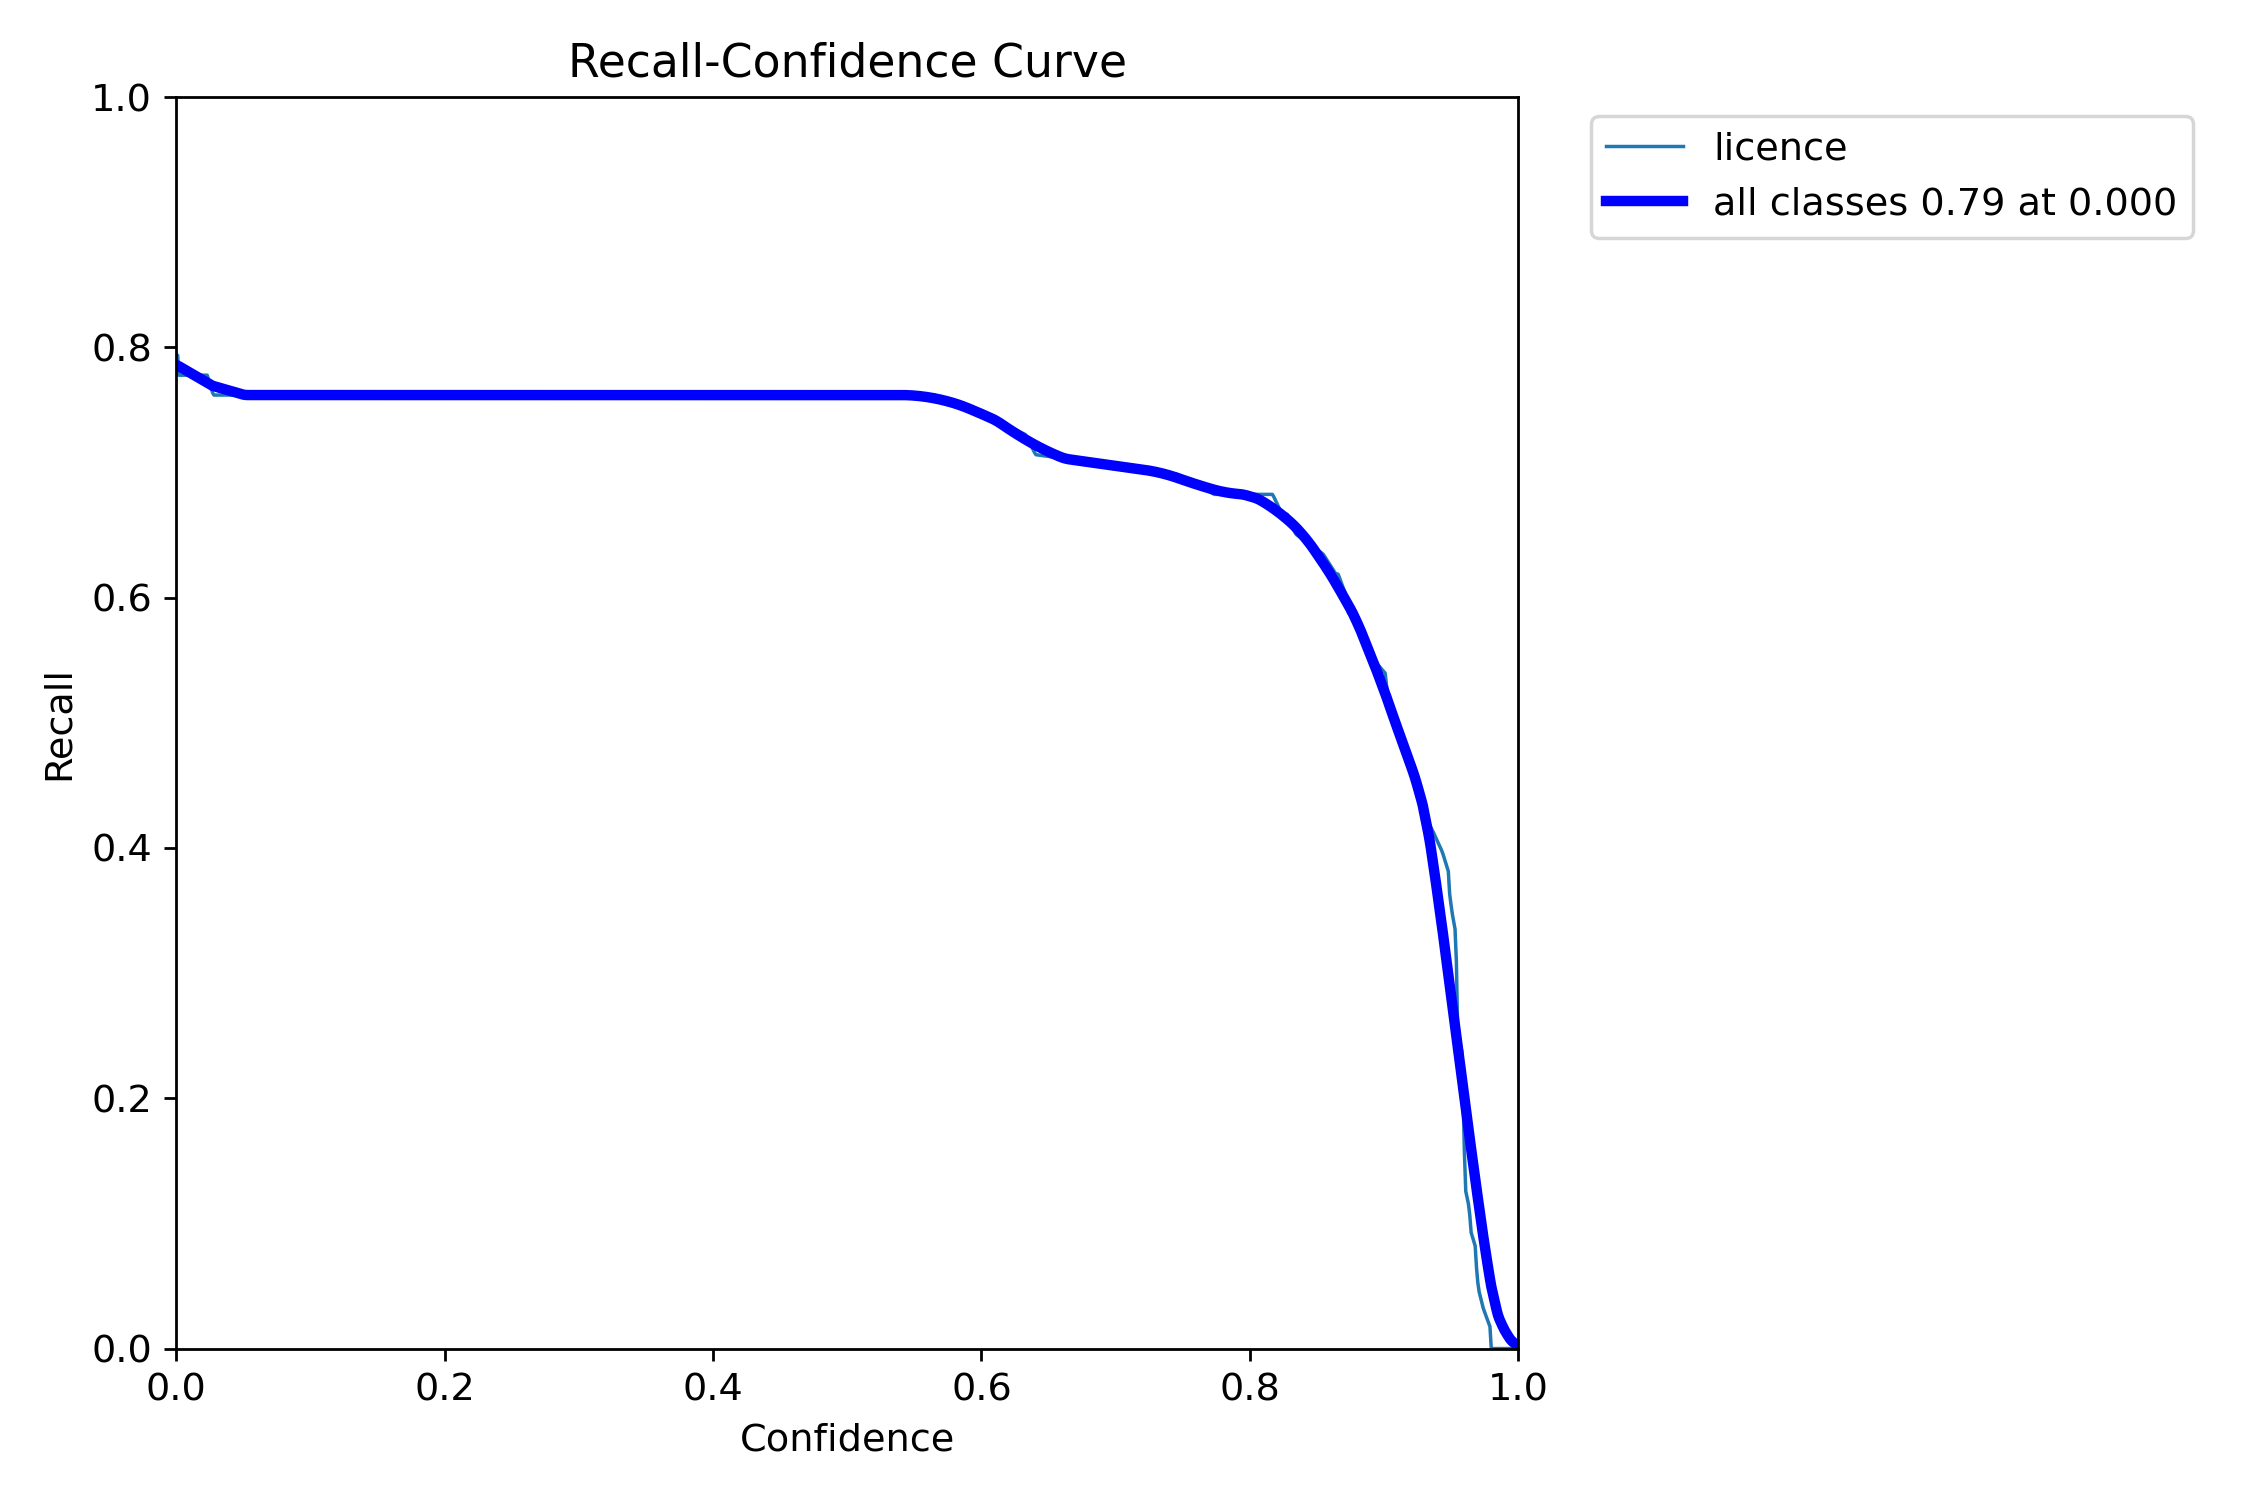 Recall-Confidence Curve
licence
all classes 0.79 at 0.000
Recall
1.0
0.8
0.6
0.4
0.2
0.0
0.0 0.2 0.4 0.6 0.8 1.0
Confidence